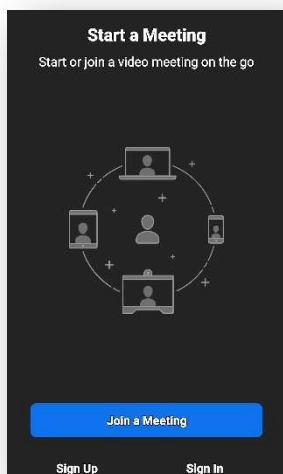 Start a Meeting
Start or join a video meeting on the go
Join a Meeting
Sign Up Sign In